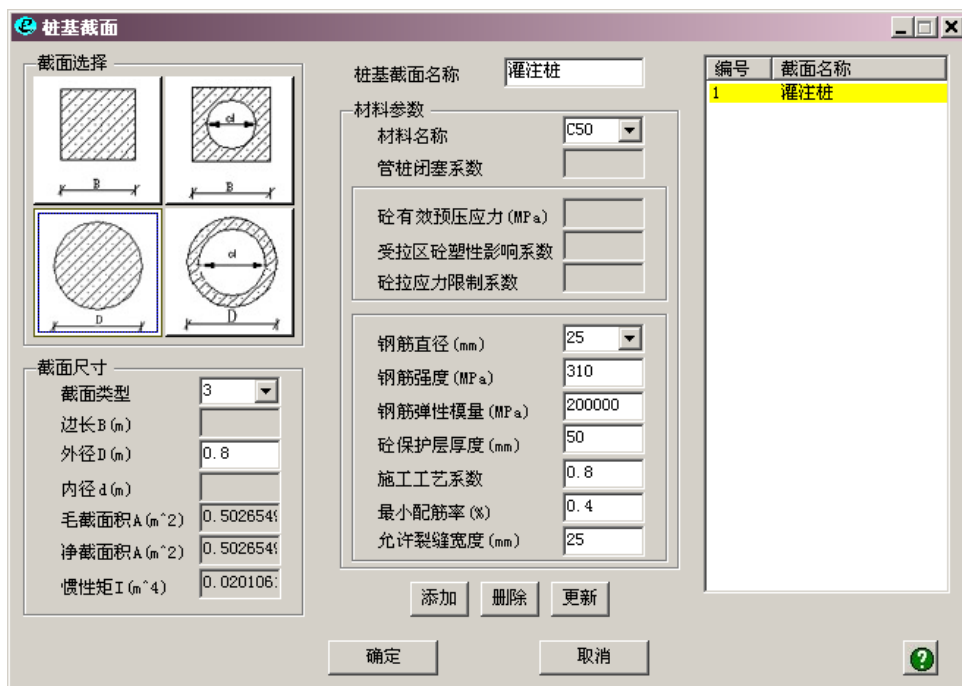 桩基截面
截面选择
B
d
B
D
d
D
截面尺寸
截面类型 3
边长B(m)
外径D(m) 0.8
内径d(m)
毛截面积A(m^2) 0.5026549
净截面积A(m^2) 0.5026549
惯性矩I(m^4) 0.020106
桩基截面名称 灌注桩
材料参数
材料名称 C50
管桩闭塞系数
砼有效预压应力(MPa)
受拉区砼塑性影响系数
砼拉应力限制系数
钢筋直径(mm) 25
钢筋强度(MPa) 310
钢筋弹性模量(MPa) 200000
砼保护层厚度(mm) 50
施工工艺系数 0.8
最小配筋率(%) 0.4
允许裂缝宽度(mm) 25
添加 删除 更新
编号 截面名称
1 灌注桩
确定 取消